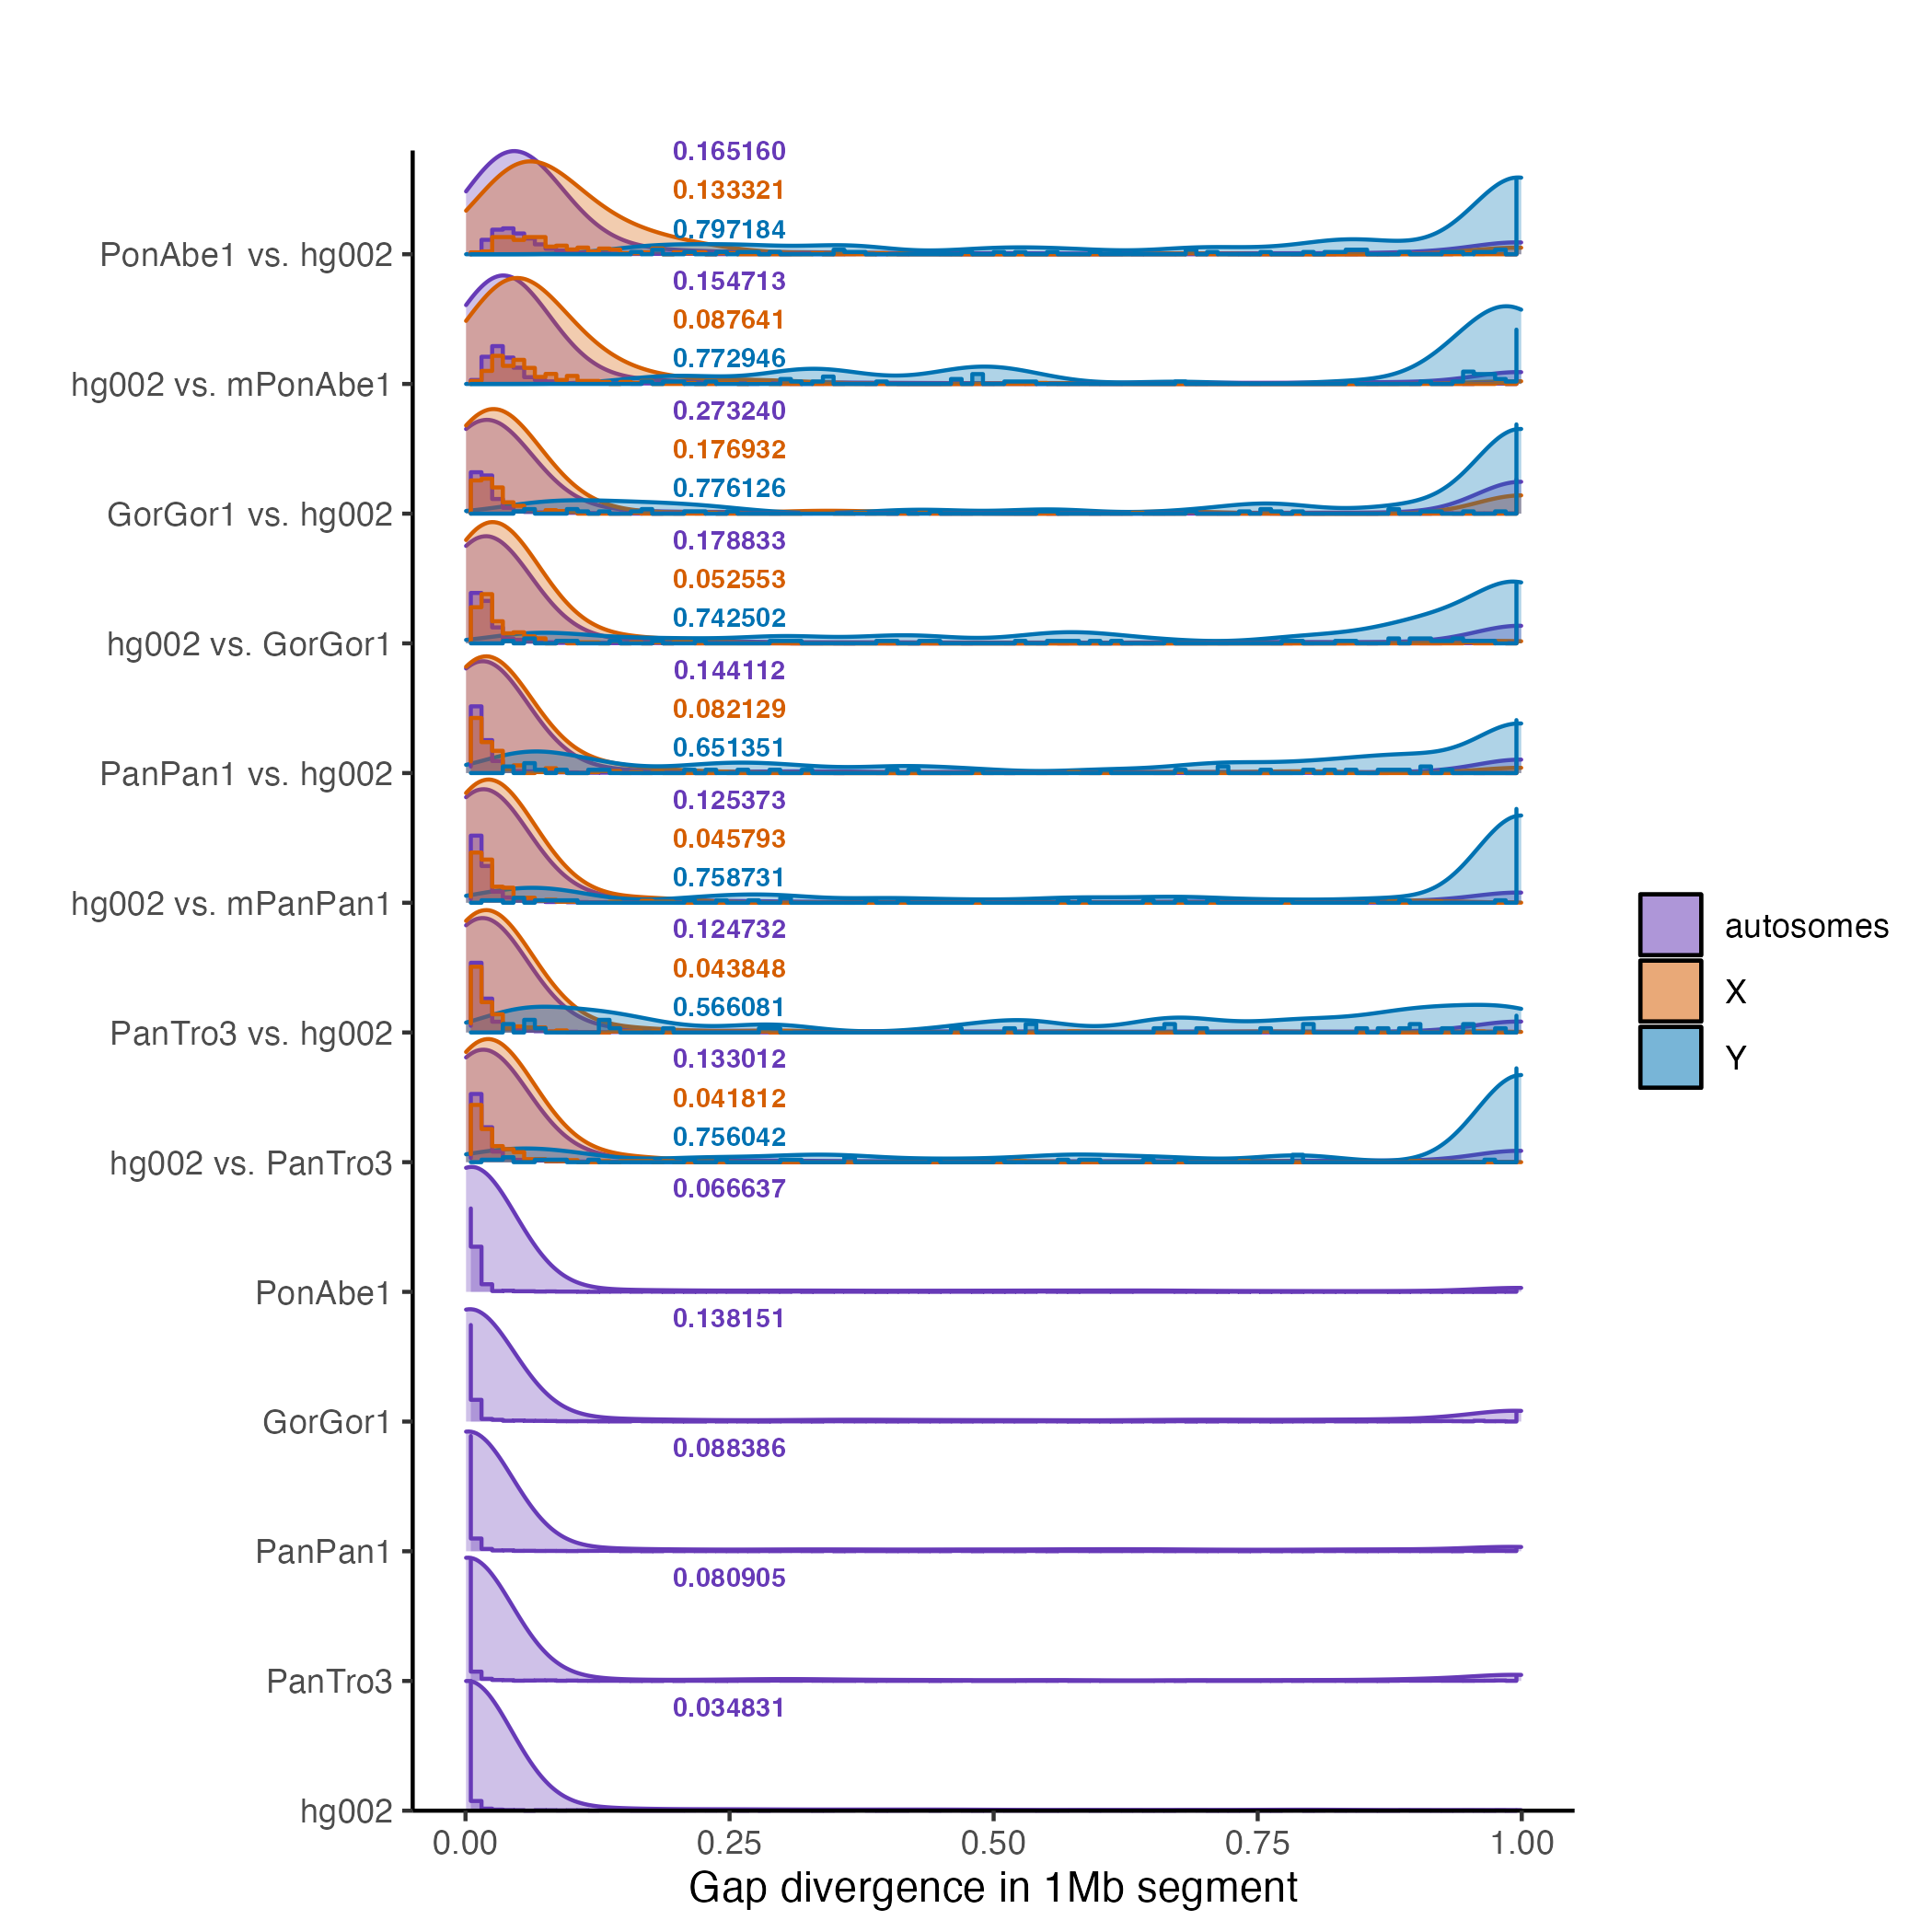 0.165160
0.133321
0.797184
PonAbe1 vs. hg002
0.154713
0.087641
0.772946
hg002 vs. mPonAbe1
0.273240
0.176932
0.776126
GorGor1 vs. hg002
0.178833
0.052553
0.742502
hg002 vs. GorGor1
0.144112
0.082129
0.651351
PanPan1 vs. hg002
0.125373
0.045793
0.758731
hg002 vs. mPanPan1
0.124732
0.043848
0.566081
PanTro3 vs. hg002
0.133012
0.041812
0.756042
hg002 vs. PanTro3
0.066637
PonAbe1
0.138151
GorGor1
0.088386
PanPan1
0.080905
PanTro3
0.034831
hg002
0.00 0.25 0.50 0.75 1.00
Gap divergence in 1Mb segment
autosomes
X
Y